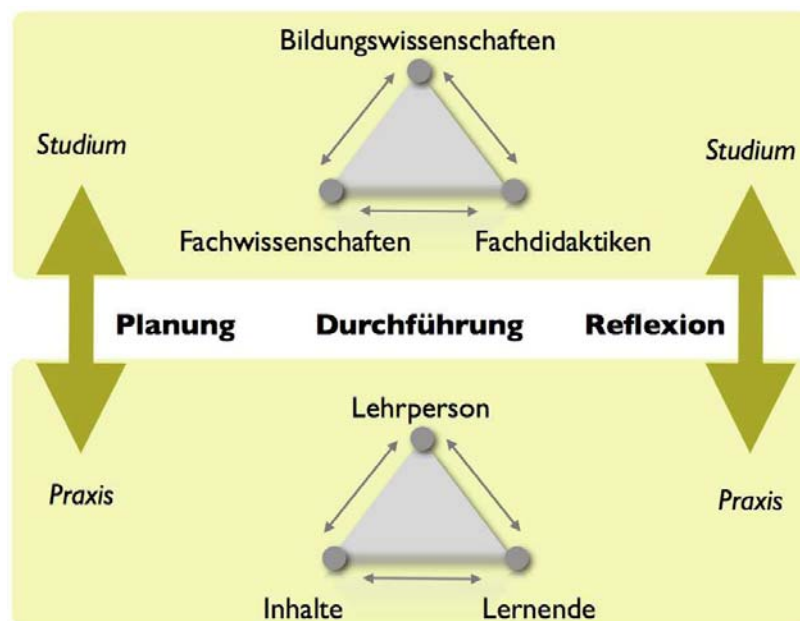 Bildungswissenschaften
Studium
Studium
Fachwissenschaften
Fachdidaktiken
Planung
Durchführung
Reflexion
Lehrperson
Praxis
Praxis
Inhalte
Lernende